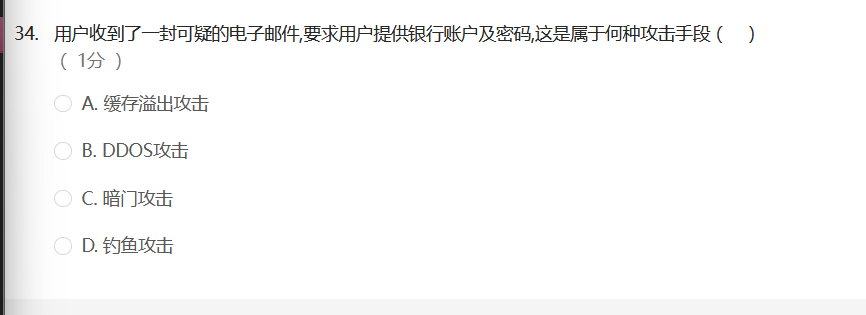 34. 用户收到了一封可疑的电子邮件,要求用户提供银行账户及密码,这是属于何种攻击手段 (    )
( 1分 )
A. 缓存溢出攻击
B. DDOS攻击
C. 暗门攻击
D. 钓鱼攻击